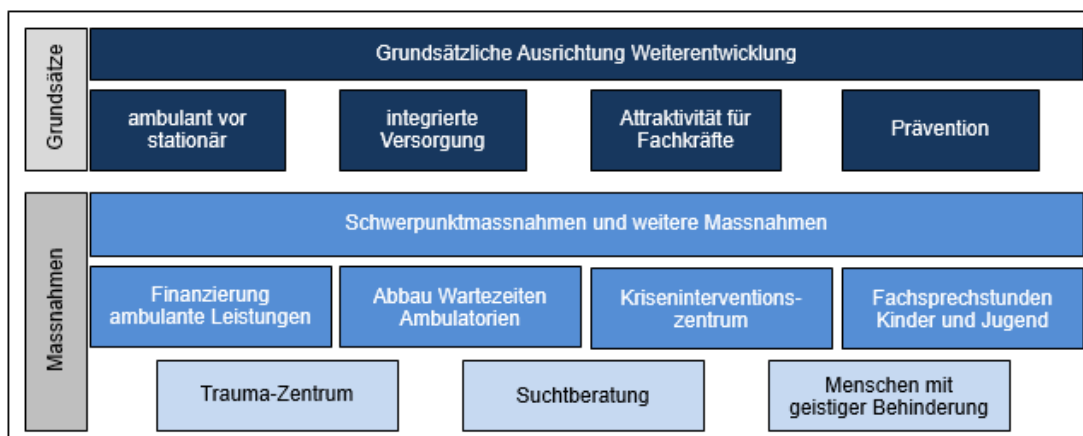 Grundsätze
Grundsätzliche Ausrichtung Weiterentwicklung
ambulant vor
stationär
integrierte
Versorgung
Attraktivität für
Fachkräfte
Prävention
Massnahmen
Schwerpunktmassnahmen und weitere Massnahmen
Finanzierung
ambulante Leistungen
Abbau Wartezeiten
Ambulatorien
Kriseninterventions-
zentrum
Fachsprechstunden
Kinder und Jugend
Trauma-Zentrum
Suchtberatung
Menschen mit
geistiger Behinderung